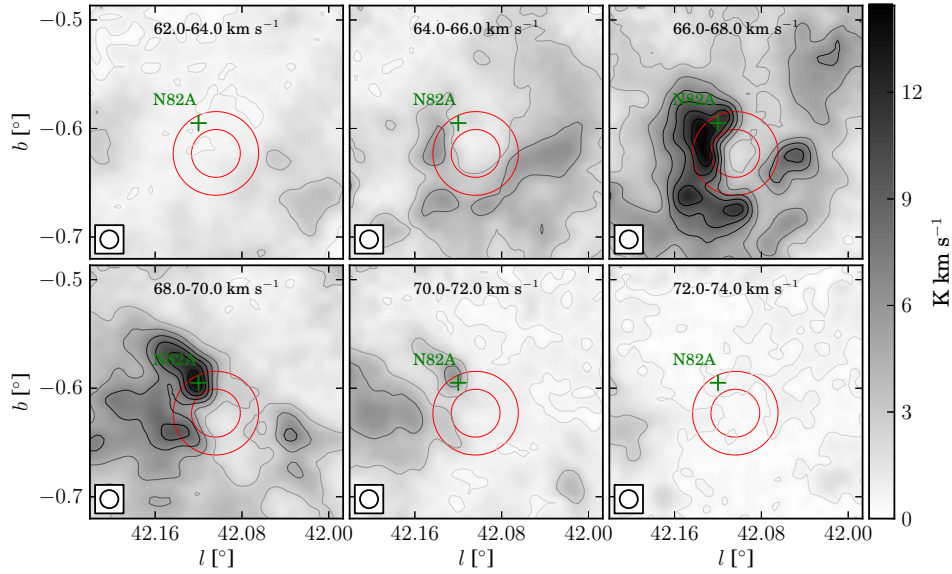 62.0-64.0 km s⁻¹
64.0-66.0 km s⁻¹
66.0-68.0 km s⁻¹
N82A
N82A
N82A
b [°]
−0.5
−0.6
−0.7
68.0-70.0 km s⁻¹
70.0-72.0 km s⁻¹
72.0-74.0 km s⁻¹
N82A
N82A
N82A
b [°]
−0.5
−0.6
−0.7
42.16 42.08 42.00
42.16 42.08 42.00
42.16 42.08 42.00
l [°]
l [°]
l [°]
12
9
6
3
0
K km s⁻¹